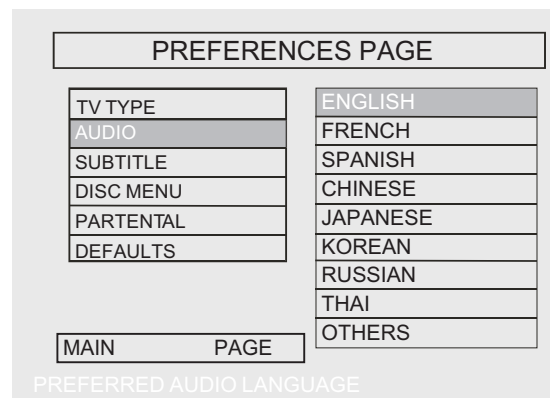 PREFERENCES PAGE
TV TYPE
AUDIO
SUBTITLE
DISC MENU
PARTENTAL
DEFAULTS
MAIN PAGE
ENGLISH
FRENCH
SPANISH
CHINESE
JAPANESE
KOREAN
RUSSIAN
THAI
OTHERS
PREFERRED AUDIO LANGUAGE